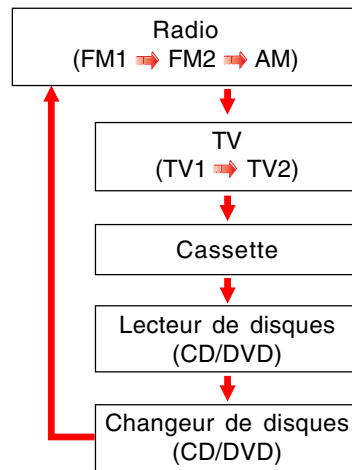 Radio
(FM1 ➡ FM2 ➡ AM)
TV
(TV1 ➡ TV2)
Cassette
Lecteur de disques
(CD/DVD)
Changeur de disques
(CD/DVD)